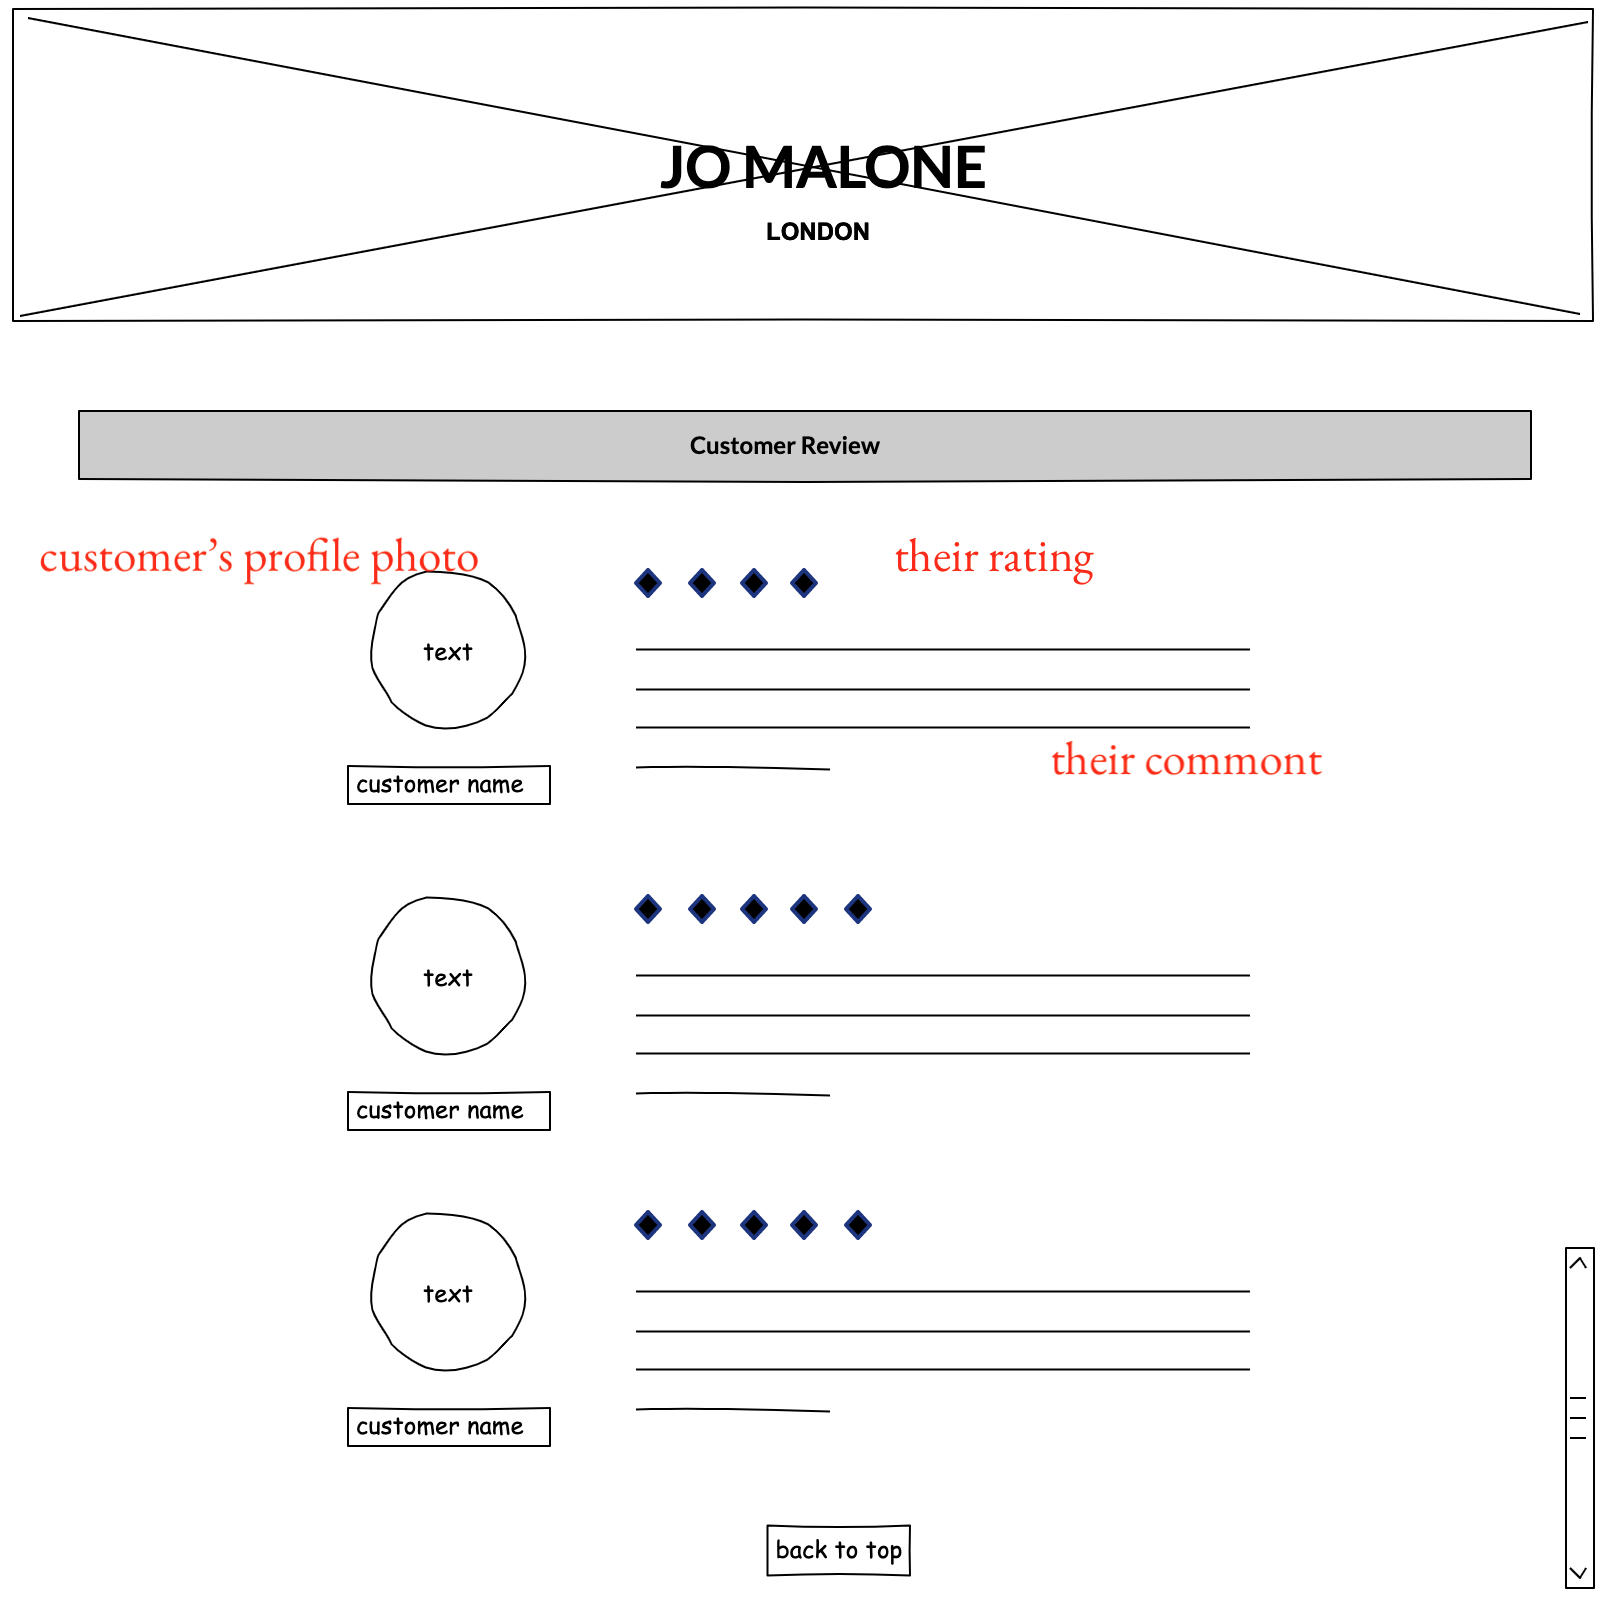 JO MALONE
LONDON
Customer Review
customer’s profile photo
their rating
text
their commont
customer name
text
customer name
text
customer name
back to top